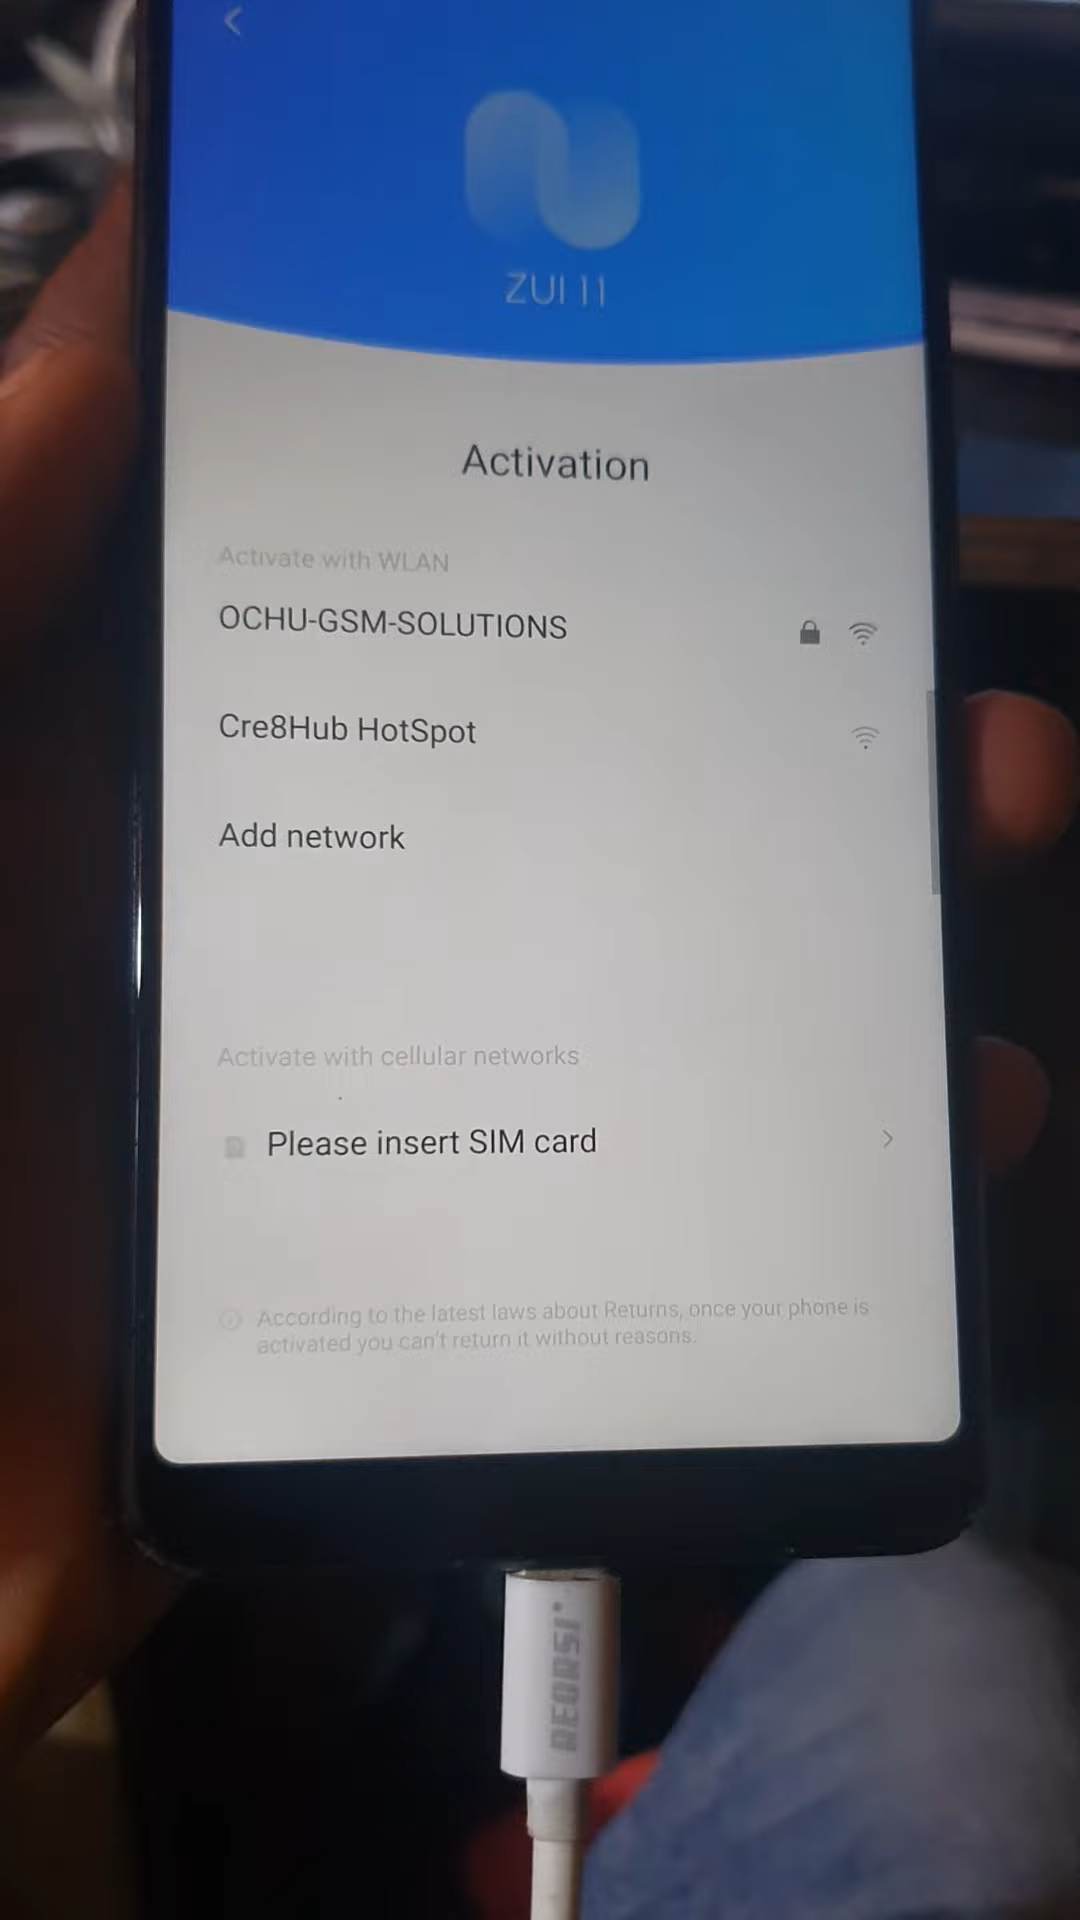 ZUI 11
Activation
Activate with WLAN
OCHU-GSM-SOLUTIONS
Cre8Hub HotSpot
Add network
Activate with cellular networks
Please insert SIM card
According to the latest laws about Returns, once your phone is
activated you can't return it without reasons.
REORSI